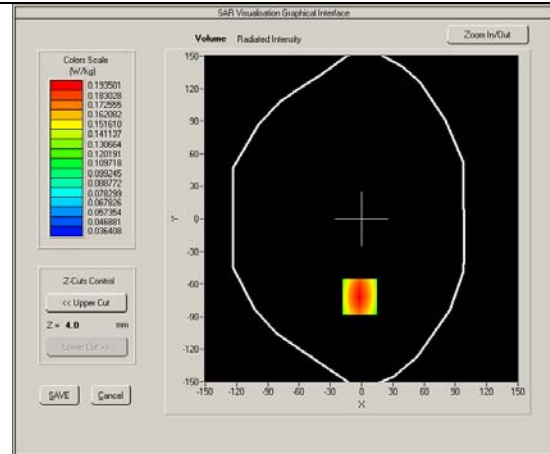 SAR Visualisation Graphical Interface
Volume Radiated Intensity
Zoom In/Out
Colors Scale
(W/kg)
0.193501
0.183028
0.172555
0.162082
0.151610
0.141137
0.130664
0.120191
0.109718
0.099245
0.088772
0.078299
0.067826
0.057354
0.046881
0.036408
Z-Cuts Control
<< Upper Cut
Z = 4.0 mm
Lower Cut >>
SAVE Cancel
150
120
90
60
30
0
-30
-60
-90
-120
-150
Y
-150 -120 -90 -60 -30 0 30 60 90 120 150
X